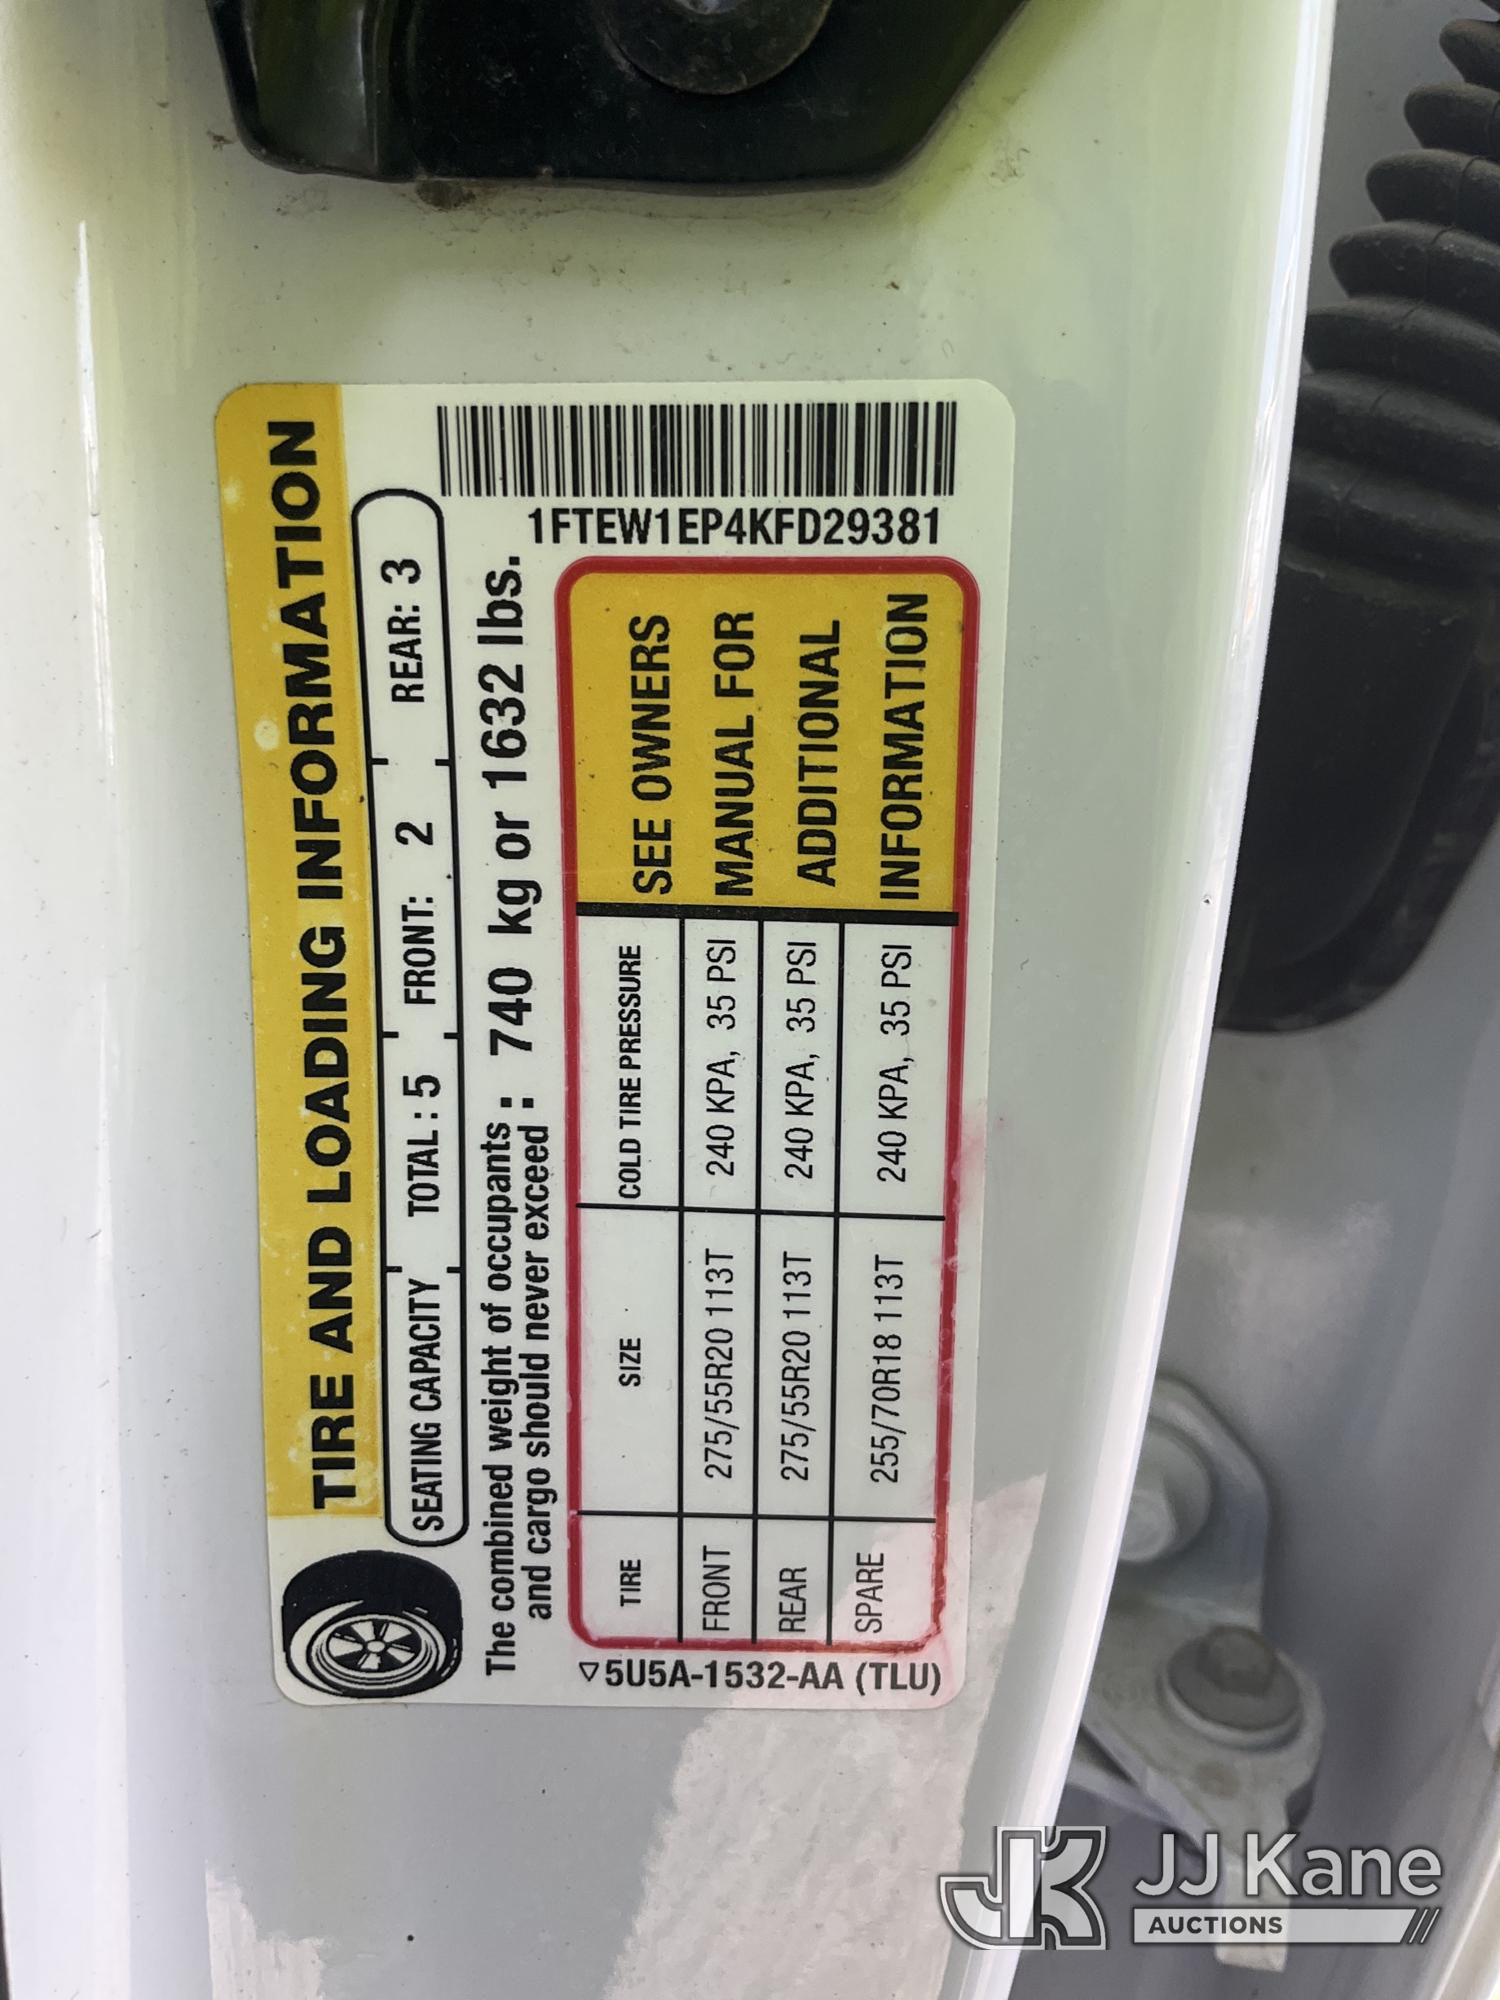 TIRE AND LOADING INFORMATION
SEATING CAPACITY TOTAL : 5 FRONT: 2 REAR: 3
The combined weight of occupants
and cargo should never exceed : 740 kg or 1632 lbs.
TIRE SIZE COLD TIRE PRESSURE
FRONT 275/55R20 113T 240 KPA, 35 PSI
REAR 275/55R20 113T 240 KPA, 35 PSI
SPARE 255/70R18 113T 240 KPA, 35 PSI
SEE OWNERS
MANUAL FOR
ADDITIONAL
INFORMATION
1FTEW1EP4KFD29381
5U5A-1532-AA (TLU)
JK JJ Kane
AUCTIONS